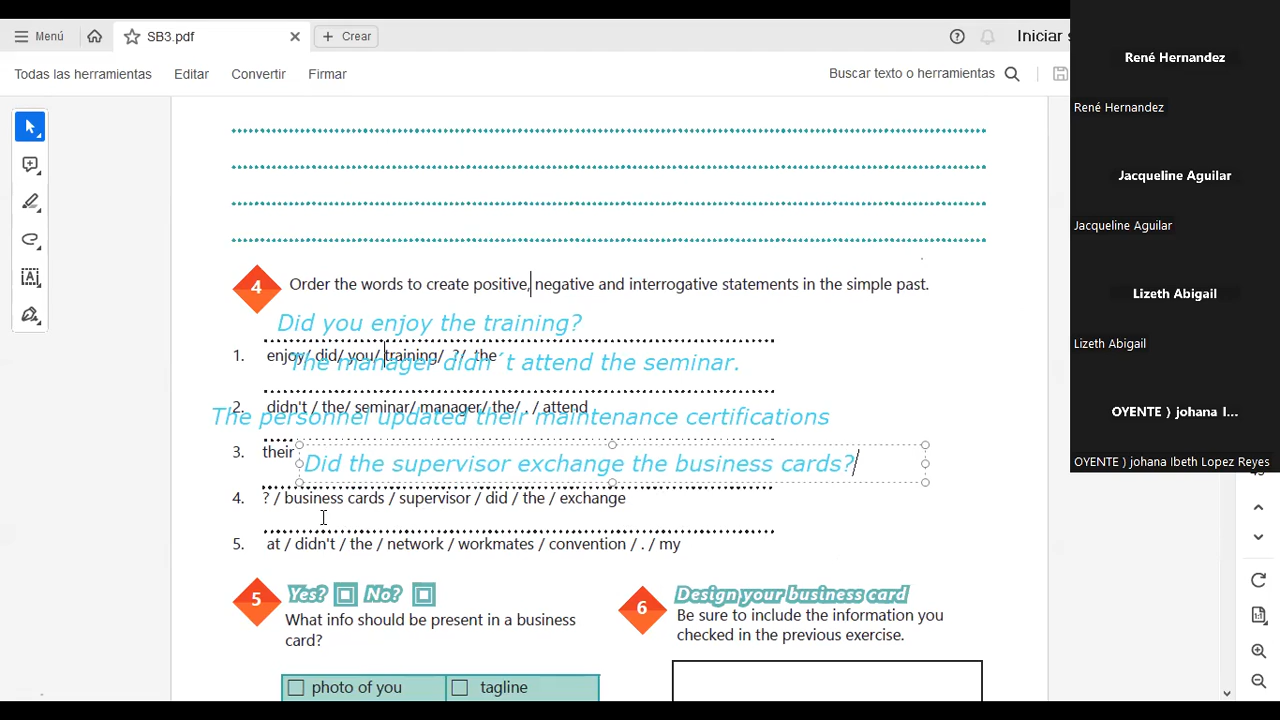 Menú
SB3.pdf
Crear
Iniciar s
Todas las herramientas
Editar
Convertir
Firmar
Buscar texto o herramientas
René Hernandez
René Hernandez
Jacqueline Aguilar
Jacqueline Aguilar
Lizeth Abigail
Lizeth Abigail
OYENTE ) johana I...
OYENTE ) johana Ibeth Lopez Reyes
4 Order the words to create positive, negative and interrogative statements in the simple past.
Did you enjoy the training?
1. enjoy/ did/ you/ training/ ?/ the
The manager didn´t attend the seminar.
2. didn't / the/ seminar/ manager/ the/ . / attend
The personnel updated their maintenance certifications
3. their
Did the supervisor exchange the business cards?
4. ? / business cards / supervisor / did / the / exchange
5. at / didn't / the / network / workmates / convention / . / my
5 Yes? No?
What info should be present in a business
card?
photo of you
tagline
6 Design your business card
Be sure to include the information you
checked in the previous exercise.